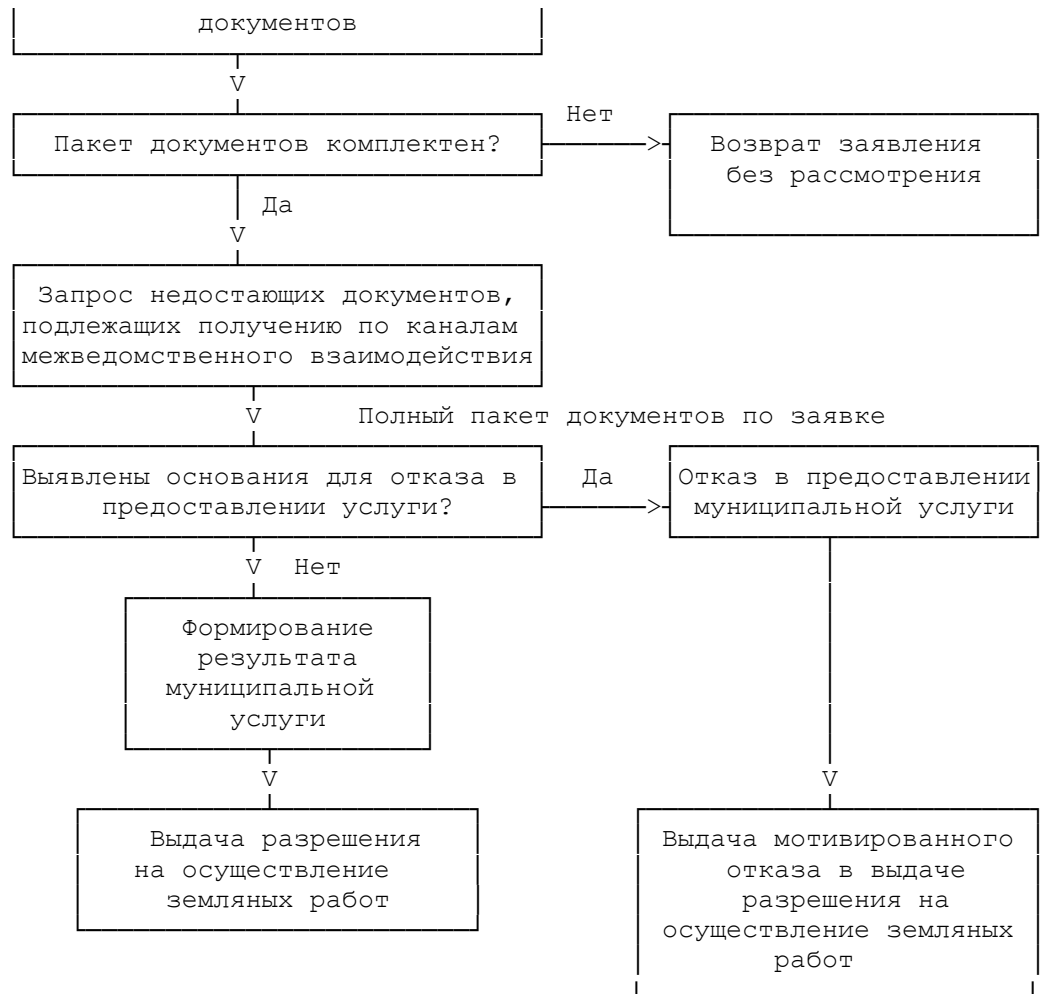 документов
V
Нет
Пакет документов комплектен?
Возврат заявления
без рассмотрения
Да
V
Запрос недостающих документов,
подлежащих получению по каналам
межведомственного взаимодействия
V Полный пакет документов по заявке
Выявлены основания для отказа в
предоставлении услуги?
Да
Отказ в предоставлении
муниципальной услуги
V Нет
Формирование
результата
муниципальной
услуги
V
V
Выдача разрешения
на осуществление
земляных работ
Выдача мотивированного
отказа в выдаче
разрешения на
осуществление земляных
работ